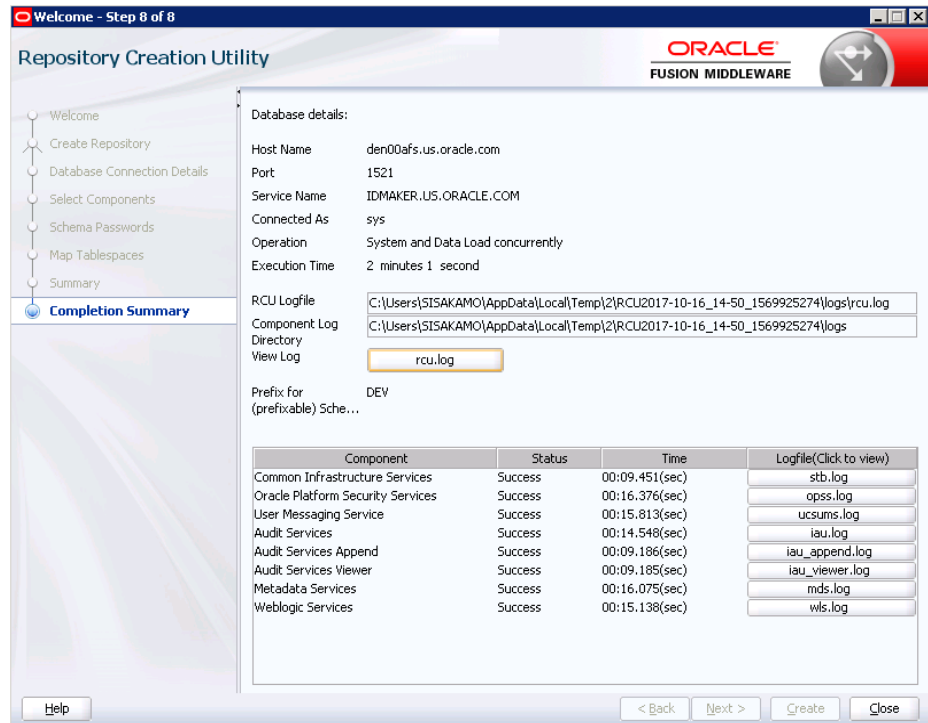 Welcome - Step 8 of 8
Repository Creation Utility
ORACLE
FUSION MIDDLEWARE
Welcome
Create Repository
Database Connection Details
Select Components
Schema Passwords
Map Tablespaces
Summary
Completion Summary
Database details:
Host Name den00afs.us.oracle.com
Port 1521
Service Name IDMAKER.US.ORACLE.COM
Connected As sys
Operation System and Data Load concurrently
Execution Time 2 minutes 1 second
RCU Logfile C:\Users\SISAKAMO\AppData\Local\Temp\2\RCU2017-10-16_14-50_1569925274\logs\rcu.log
Component Log
Directory C:\Users\SISAKAMO\AppData\Local\Temp\2\RCU2017-10-16_14-50_1569925274\logs
View Log rcu.log
Prefix for DEV
(prefixable) Sche...
Component Status Time Logfile(Click to view)
Common Infrastructure Services Success 00:09.451(sec) stb.log
Oracle Platform Security Services Success 00:16.376(sec) opss.log
User Messaging Service Success 00:15.813(sec) ucsums.log
Audit Services Success 00:14.548(sec) iau.log
Audit Services Append Success 00:09.186(sec) iau_append.log
Audit Services Viewer Success 00:09.185(sec) iau_viewer.log
Metadata Services Success 00:16.075(sec) mds.log
Weblogic Services Success 00:15.138(sec) wls.log
Help
< Back
Next >
Create
Close